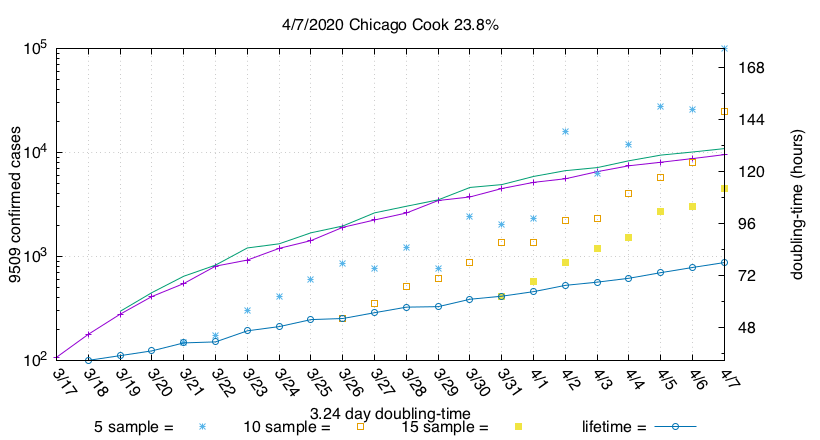 4/7/2020 Chicago Cook 23.8%
10^5
10^4
10^3
10^2
9509 confirmed cases
168
144
120
96
72
48
doubling-time (hours)
3/17 3/18 3/19 3/20 3/21 3/22 3/23 3/24 3/25 3/26 3/27 3/28 3/29 3/30 3/31 4/1 4/2 4/3 4/4 4/5 4/6 4/7
3.24 day doubling-time
5 sample = 10 sample = 15 sample = lifetime =